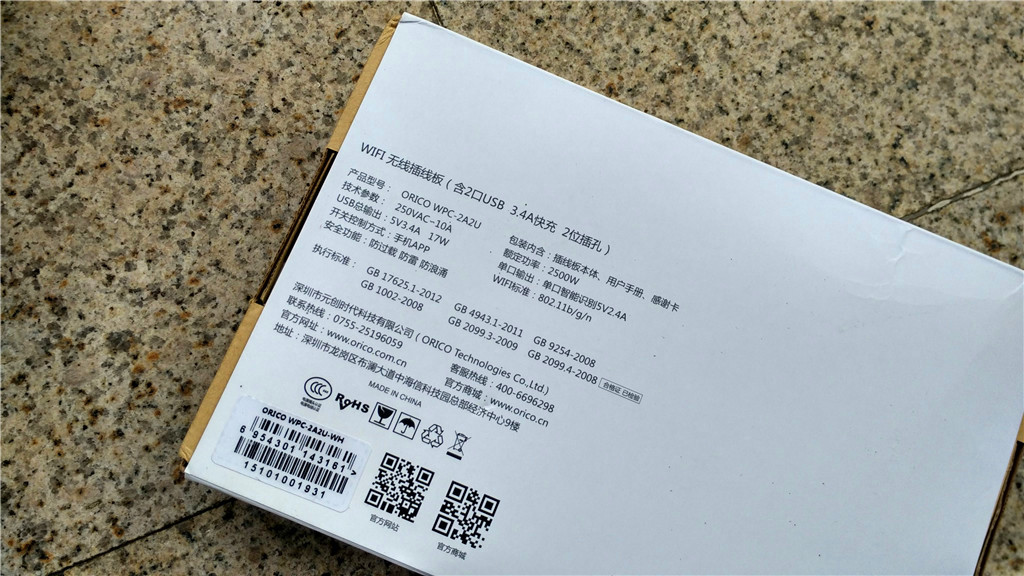 WIFI 无线插线板（含2口USB 3.4A快充 2位插孔）
产品型号： ORICO WPC-2A2U
技术参数： 250VAC~10A
USB总输出：5V3.4A 17W
开关控制方式：手机APP
安全功能：防过载 防雷 防浪涌
包装内含：插线板本体、用户手册、感谢卡
额定功率：2500W
单口输出：单口智能识别5V2.4A
WIFI标准：802.11b/g/n
执行标准： GB 17625.1-2012 GB 4943.1-2011 GB 9254-2008
GB 1002-2008 GB 2099.3-2009 GB 2099.4-2008 合格证 已检验
深圳市元创时代科技有限公司（ORICO Technologies Co.,Ltd.）
联系热线：0755-25196059 客服热线：400-6696298
官方网址：www.orico.com.cn 官方商城：www.orico.cn
地址：深圳市龙岗区布澜大道中海信科技园总部经济中心9楼
MADE IN CHINA
CCC
RoHS
ORICO WPC-2A2U-WH
6 954301 143161 >
15101001931
官方网站
官方商城